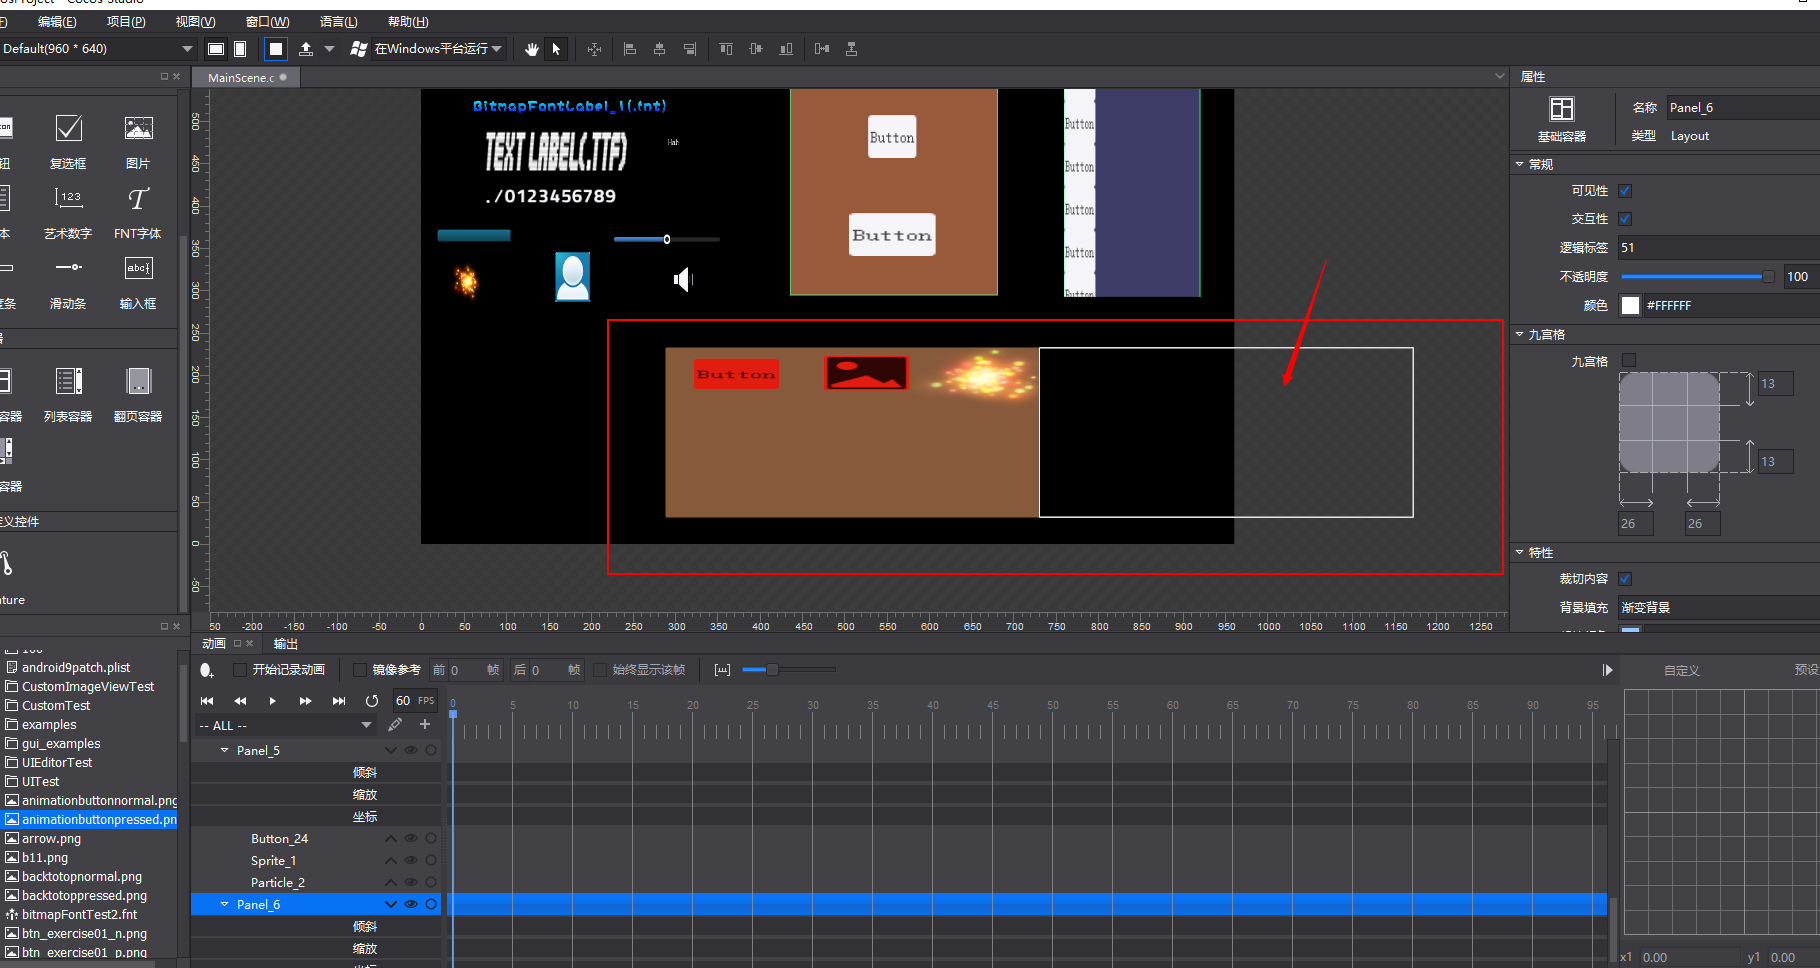 编辑(E) 项目(P) 视图(V) 窗口(W) 语言(L) 帮助(H)
Default(960 * 640) 在Windows平台运行
MainScene.c
属性
复选框 图片
艺术数字 FNT字体
滑动条 输入框
列表容器 翻页容器
BitmapFontLabel_1(.fnt)
TEXT LABEL(.TTF)
Hah
./0123456789
Button
Button
Button
Button
Button
Button
Button
Button
500
450
400
350
300
250
200
150
100
50
0
-50
-200 -150 -100 -50 0 50 100 150 200 250 300 350 400 450 500 550 600 650 700 750 800 850 900 950 1000 1050 1100 1150 1200 1250
基础容器
名称 Panel_6
类型 Layout
常规
可见性
交互性
逻辑标签 51
不透明度 100
颜色 #FFFFFF
九宫格
九宫格
13
13
26 26
特性
裁切内容
背景填充 渐变背景
android9patch.plist
CustomImageViewTest
CustomTest
examples
gui_examples
UIEditorTest
UITest
animationbuttonnormal.png
animationbuttonpressed.pn
arrow.png
b11.png
backtotopnormal.png
backtotoppressed.png
bitmapFontTest2.fnt
btn_exercise01_n.png
btn_exercise01_p.png
动画 输出
开始记录动画 镜像参考 前 0 帧 后 0 帧 始终显示该帧
60 FPS
-- ALL --
0 5 10 15 20 25 30 35 40 45 50 55 60 65 70 75 80 85 90 95
Panel_5
倾斜
缩放
坐标
Button_24
Sprite_1
Particle_2
Panel_6
倾斜
缩放
自定义 预设
x1 0.00 y1 0.00